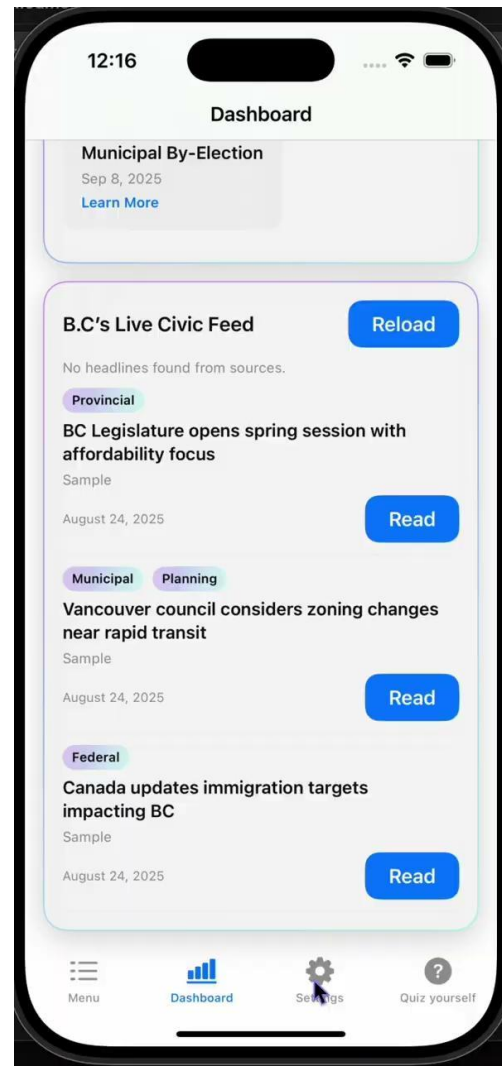 12:16
Dashboard
Municipal By-Election
Sep 8, 2025
Learn More
B.C's Live Civic Feed
Reload
No headlines found from sources.
Provincial
BC Legislature opens spring session with
affordability focus
Sample
August 24, 2025
Read
Municipal Planning
Vancouver council considers zoning changes
near rapid transit
Sample
August 24, 2025
Read
Federal
Canada updates immigration targets
impacting BC
Sample
August 24, 2025
Read
Menu Dashboard Settings Quiz yourself